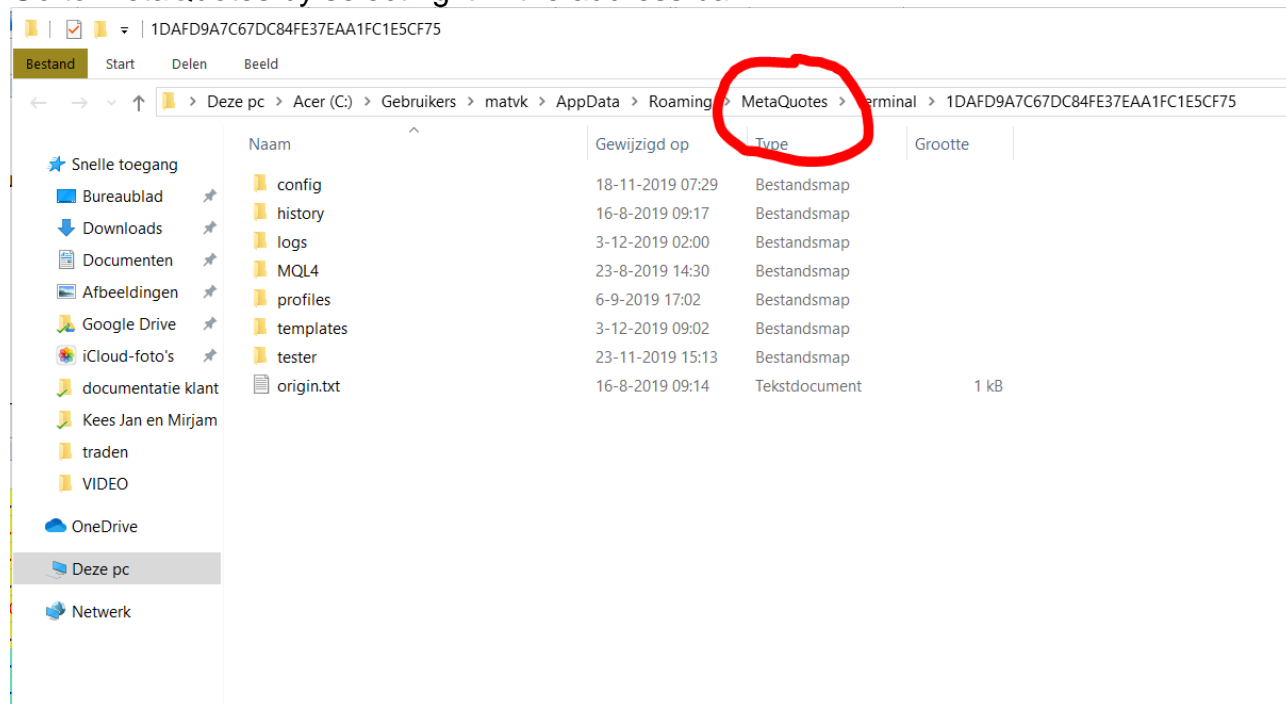 1DAFD9A7C67DC84FE37EAA1FC1E5CF75
Bestand Start Delen Beeld
Deze pc > Acer (C:) > Gebruikers > matvk > AppData > Roaming > MetaQuotes > Terminal > 1DAFD9A7C67DC84FE37EAA1FC1E5CF75
Naam Gewijzigd op Type Grootte
Snelle toegang
Bureaublad
Downloads
Documenten
Afbeeldingen
Google Drive
iCloud-foto's
documentatie klant
Kees Jan en Mirjam
traden
VIDEO
OneDrive
Deze pc
Netwerk
config 18-11-2019 07:29 Bestandsmap
history 16-8-2019 09:17 Bestandsmap
logs 3-12-2019 02:00 Bestandsmap
MQL4 23-8-2019 14:30 Bestandsmap
profiles 6-9-2019 17:02 Bestandsmap
templates 3-12-2019 09:02 Bestandsmap
tester 23-11-2019 15:13 Bestandsmap
origin.txt 16-8-2019 09:14 Tekstdocument 1 kB